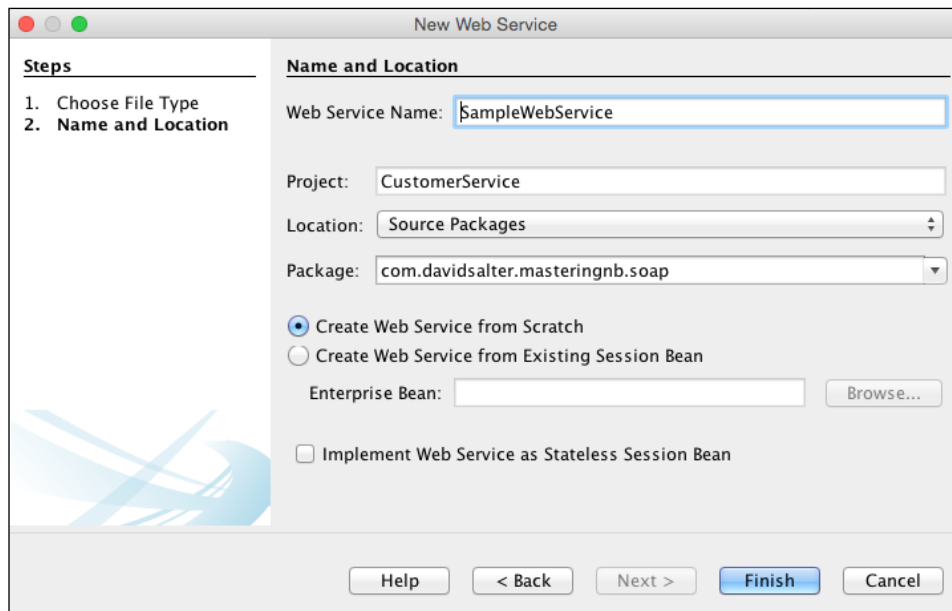 New Web Service
Steps
1. Choose File Type
2. Name and Location
Name and Location
Web Service Name: SampleWebService
Project: CustomerService
Location: Source Packages
Package: com.davidsalter.masteringnb.soap
Create Web Service from Scratch
Create Web Service from Existing Session Bean
Enterprise Bean: Browse...
Implement Web Service as Stateless Session Bean
Help < Back Next > Finish Cancel